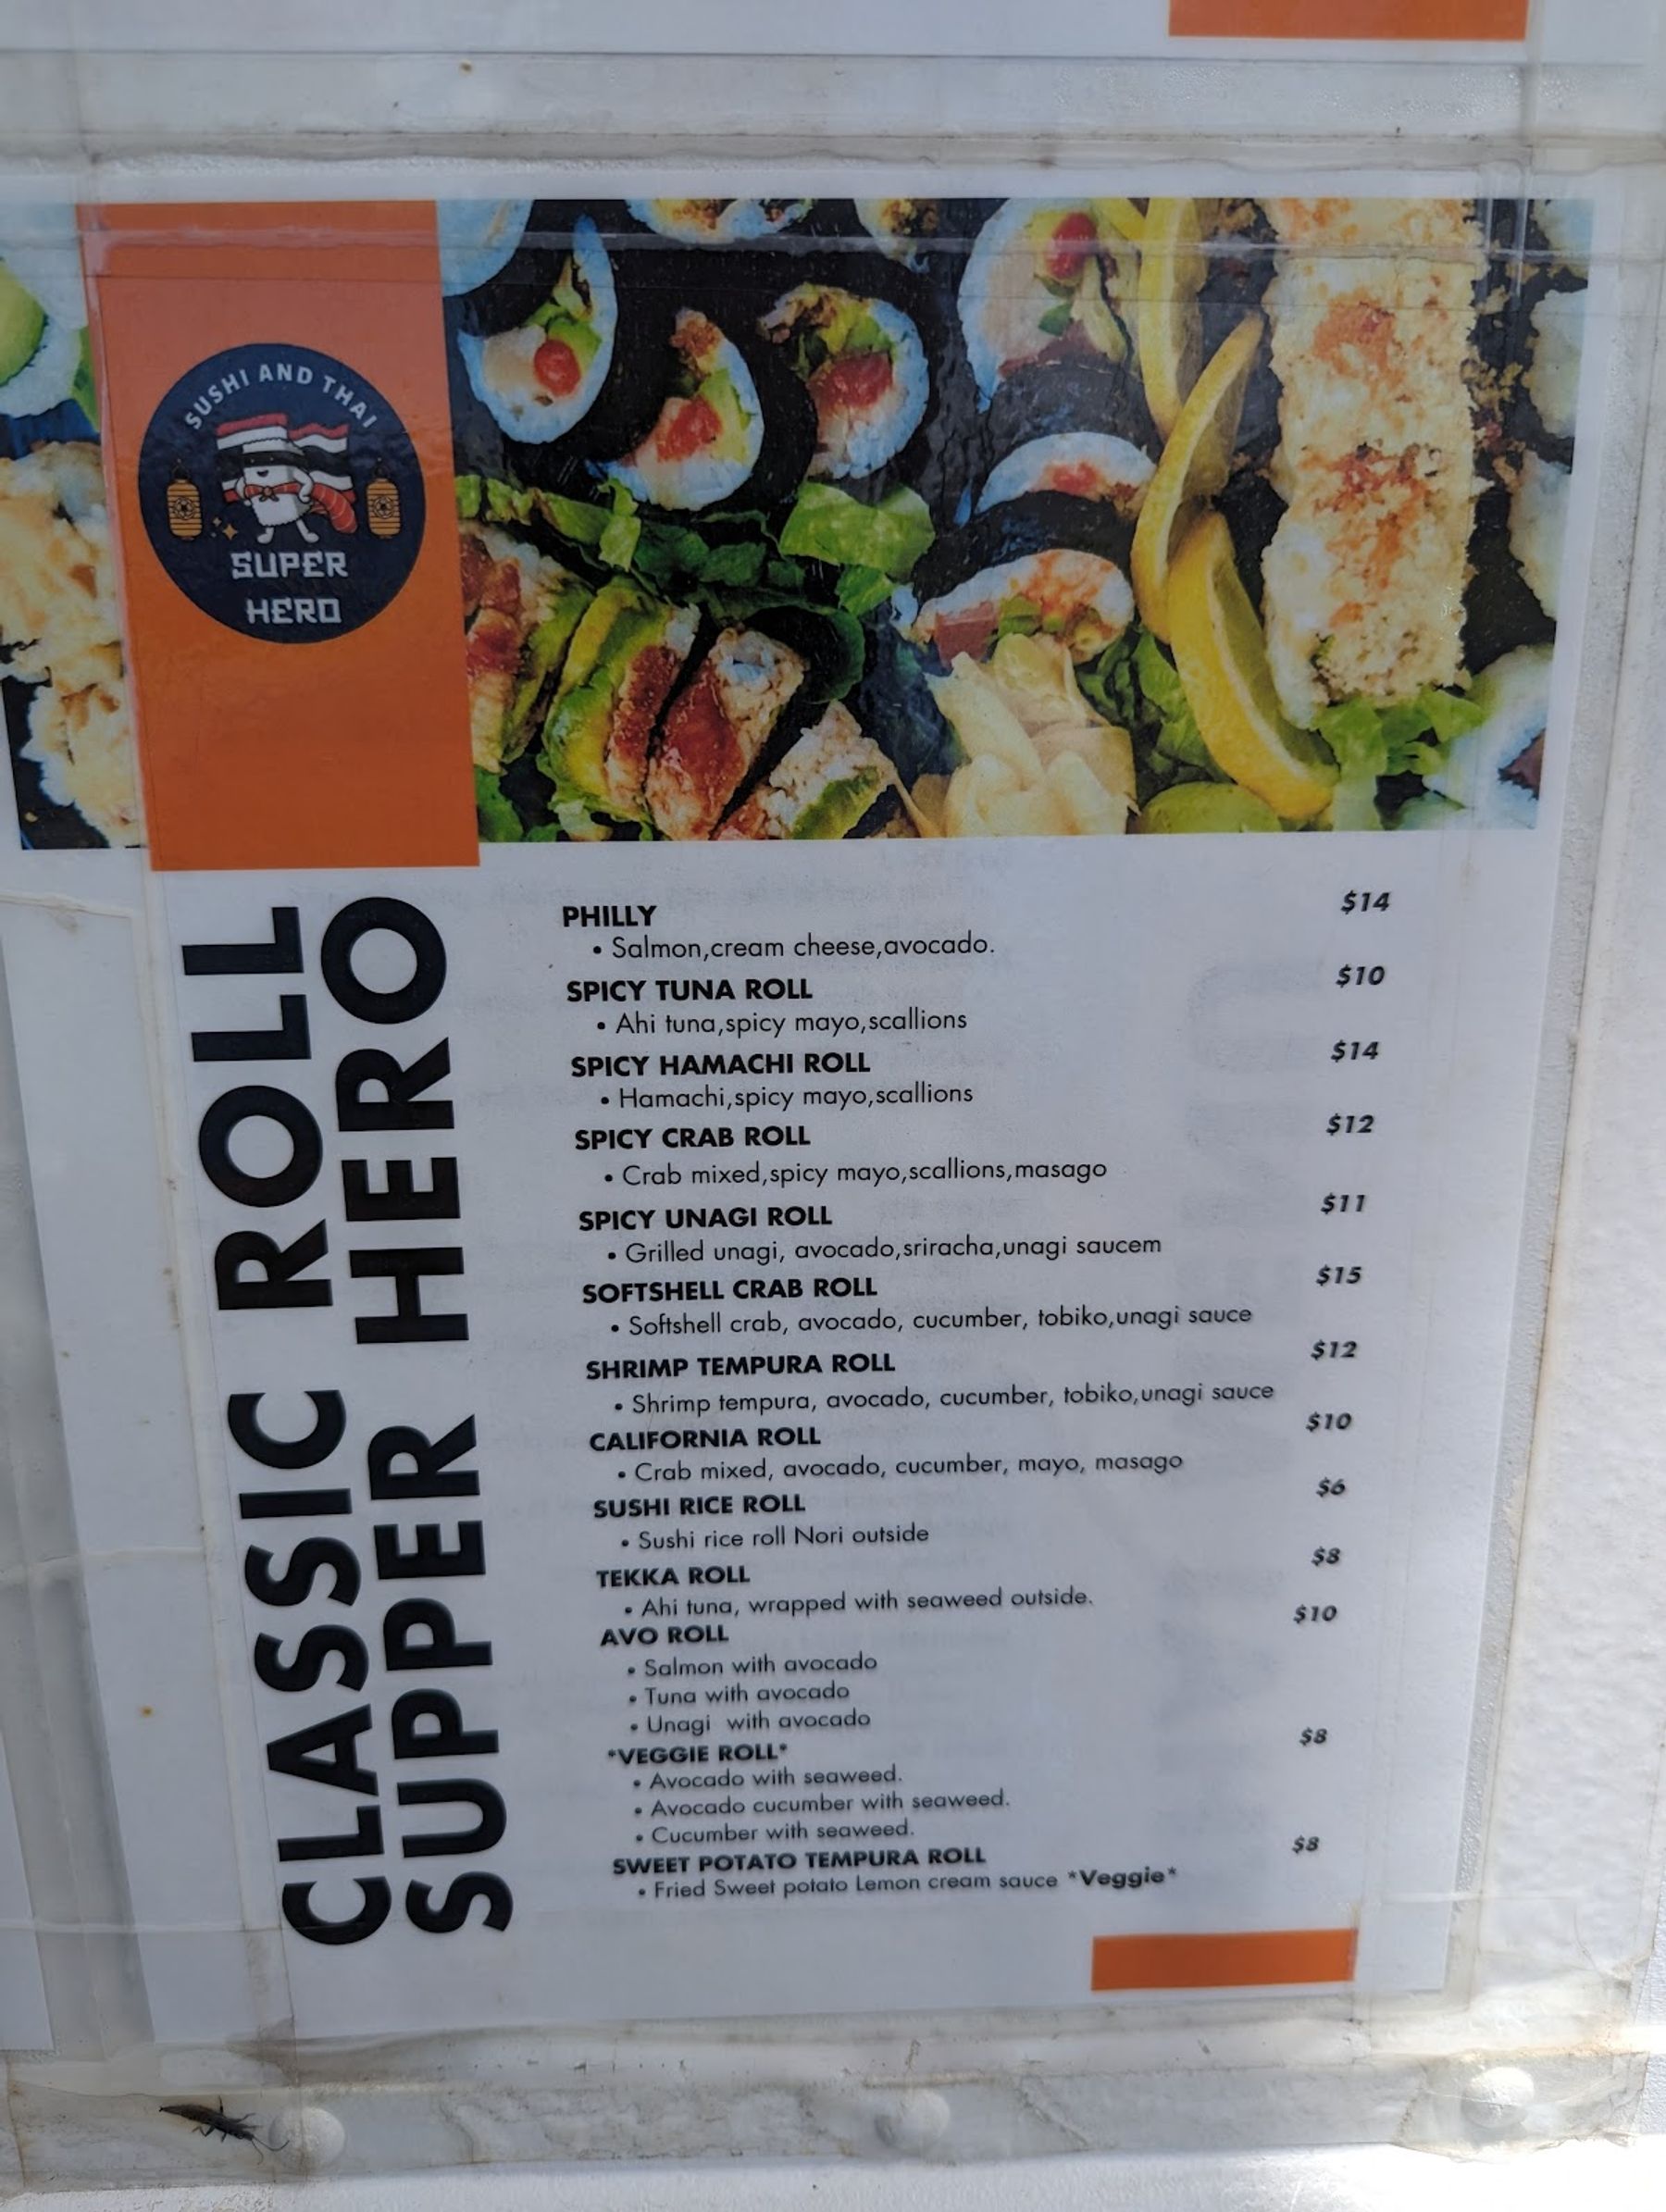 SUSHI AND THAI
SUPER
HERO
CLASSIC ROLL
SUPPER HERO
PHILLY $14
• Salmon,cream cheese,avocado.
SPICY TUNA ROLL $10
• Ahi tuna,spicy mayo,scallions
SPICY HAMACHI ROLL $14
• Hamachi,spicy mayo,scallions
SPICY CRAB ROLL $12
• Crab mixed,spicy mayo,scallions,masago
SPICY UNAGI ROLL $11
• Grilled unagi, avocado,sriracha,unagi saucem
SOFTSHELL CRAB ROLL $15
• Softshell crab, avocado, cucumber, tobiko,unagi sauce
SHRIMP TEMPURA ROLL $12
• Shrimp tempura, avocado, cucumber, tobiko,unagi sauce
CALIFORNIA ROLL $10
• Crab mixed, avocado, cucumber, mayo, masago
SUSHI RICE ROLL $6
• Sushi rice roll Nori outside
TEKKA ROLL $8
• Ahi tuna, wrapped with seaweed outside.
AVO ROLL $10
• Salmon with avocado
• Tuna with avocado
• Unagi with avocado
*VEGGIE ROLL* $8
• Avocado with seaweed.
• Avocado cucumber with seaweed.
• Cucumber with seaweed.
SWEET POTATO TEMPURA ROLL $8
• Fried Sweet potato Lemon cream sauce *Veggie*